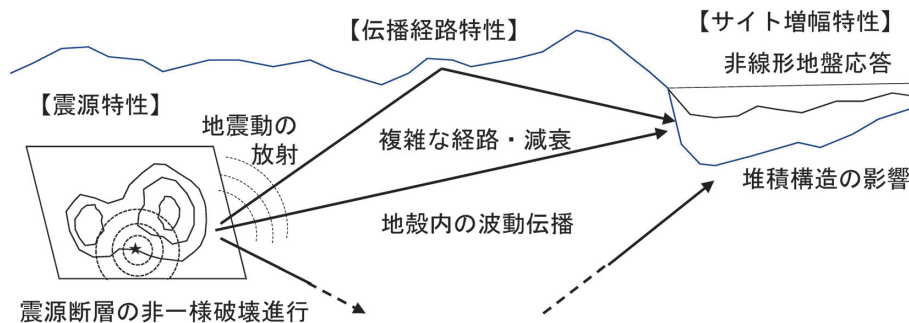 【伝播経路特性】
【サイト増幅特性】
非線形地盤応答
【震源特性】
地震動の
放射
複雑な経路・減衰
堆積構造の影響
地殻内の波動伝播
震源断層の非一様破壊進行